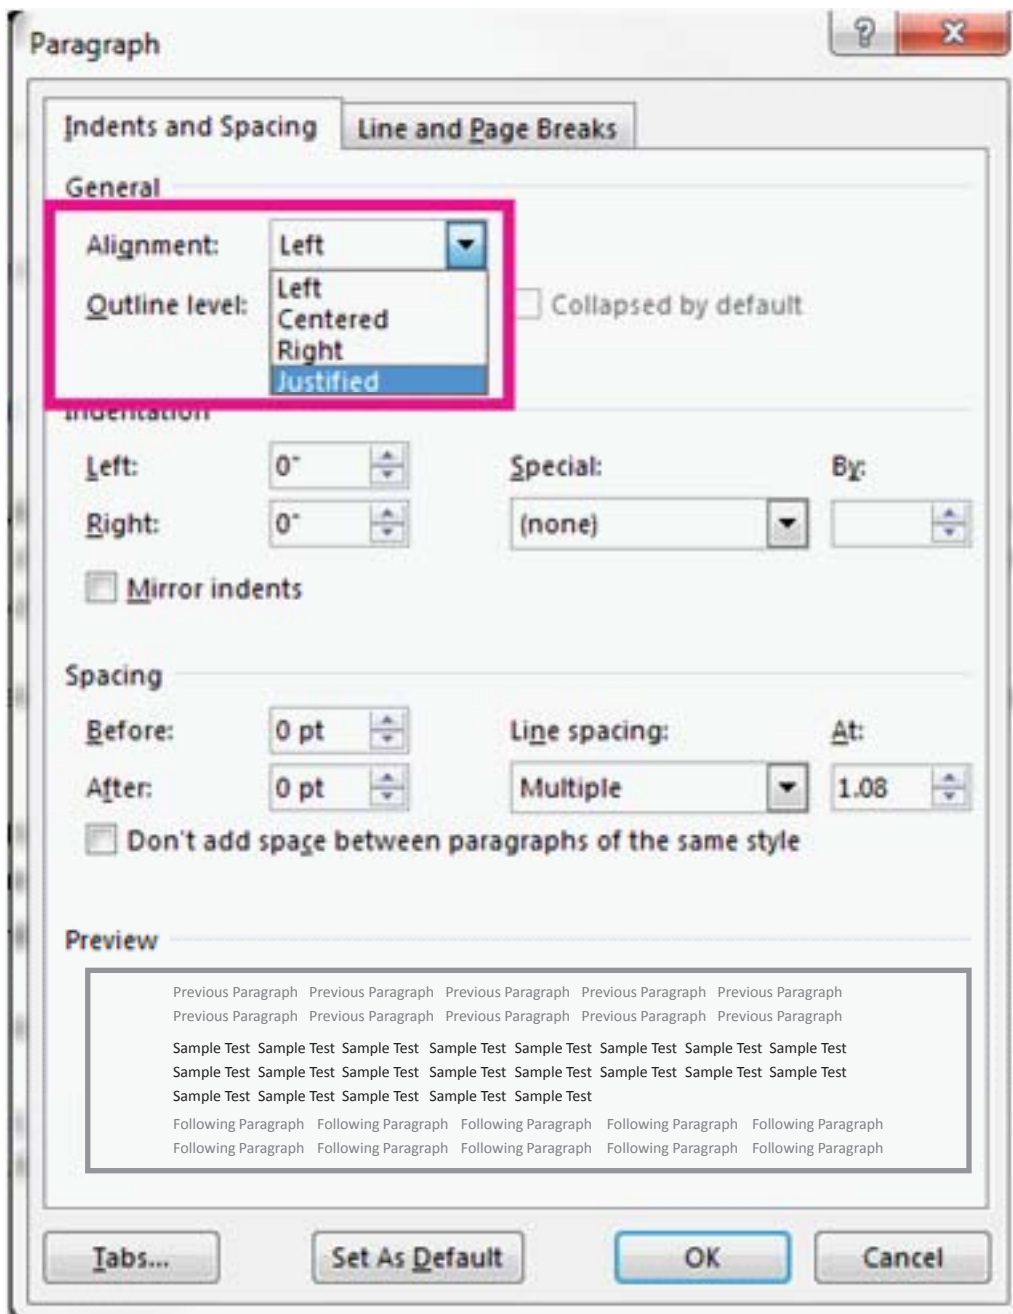 Paragraph
Indents and Spacing Line and Page Breaks
General
Alignment: Left
Left
Outline level: Collapsed by default
Centered
Right
Justified
Indentation
Left: 0" Special: By:
Right: 0" (none)
Mirror indents
Spacing
Before: 0 pt Line spacing: At:
After: 0 pt Multiple 1.08
Don't add space between paragraphs of the same style
Preview
Previous Paragraph Previous Paragraph Previous Paragraph Previous Paragraph Previous Paragraph
Previous Paragraph Previous Paragraph Previous Paragraph Previous Paragraph Previous Paragraph
Sample Test Sample Test Sample Test Sample Test Sample Test Sample Test Sample Test Sample Test
Sample Test Sample Test Sample Test Sample Test Sample Test Sample Test Sample Test Sample Test
Sample Test Sample Test Sample Test Sample Test Sample Test
Following Paragraph Following Paragraph Following Paragraph Following Paragraph Following Paragraph
Following Paragraph Following Paragraph Following Paragraph Following Paragraph Following Paragraph
Tabs... Set As Default OK Cancel